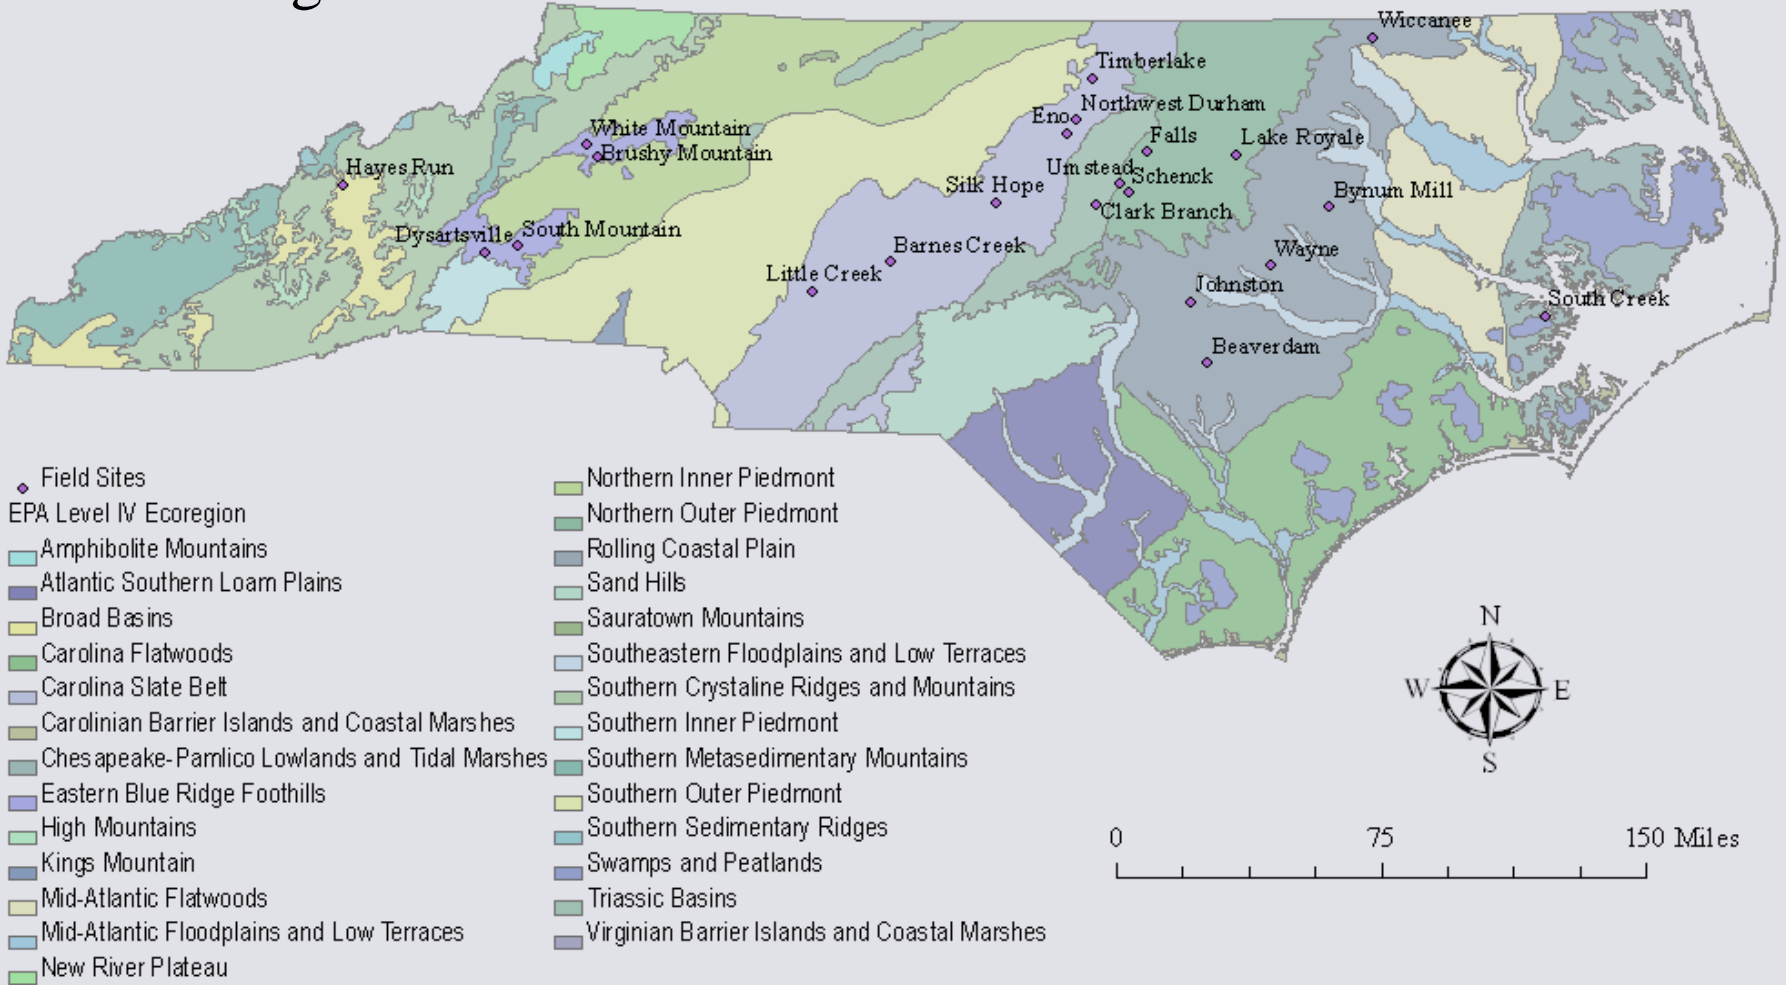 Wiccanee
Timberlake
Northwest Durham
Eno
White Mountain
Falls
Lake Royale
Brushy Mountain
Hayes Run
Umstead
Schenck
Silk Hope
Bynum Mill
Clark Branch
Dysartsville
South Mountain
Barnes Creek
Wayne
Little Creek
Johnston
South Creek
Beaverdam
Field Sites
EPA Level IV Ecoregion
Amphibolite Mountains
Atlantic Southern Loam Plains
Broad Basins
Carolina Flatwoods
Carolina Slate Belt
Carolinian Barrier Islands and Coastal Marshes
Chesapeake-Pamlico Lowlands and Tidal Marshes
Eastern Blue Ridge Foothills
High Mountains
Kings Mountain
Mid-Atlantic Flatwoods
Mid-Atlantic Floodplains and Low Terraces
New River Plateau
Northern Inner Piedmont
Northern Outer Piedmont
Rolling Coastal Plain
Sand Hills
Sauratown Mountains
Southeastern Floodplains and Low Terraces
Southern Crystaline Ridges and Mountains
Southern Inner Piedmont
Southern Metasedimentary Mountains
Southern Outer Piedmont
Southern Sedimentary Ridges
Swamps and Peatlands
Triassic Basins
Virginian Barrier Islands and Coastal Marshes
N
W E
S
0 75 150 Miles